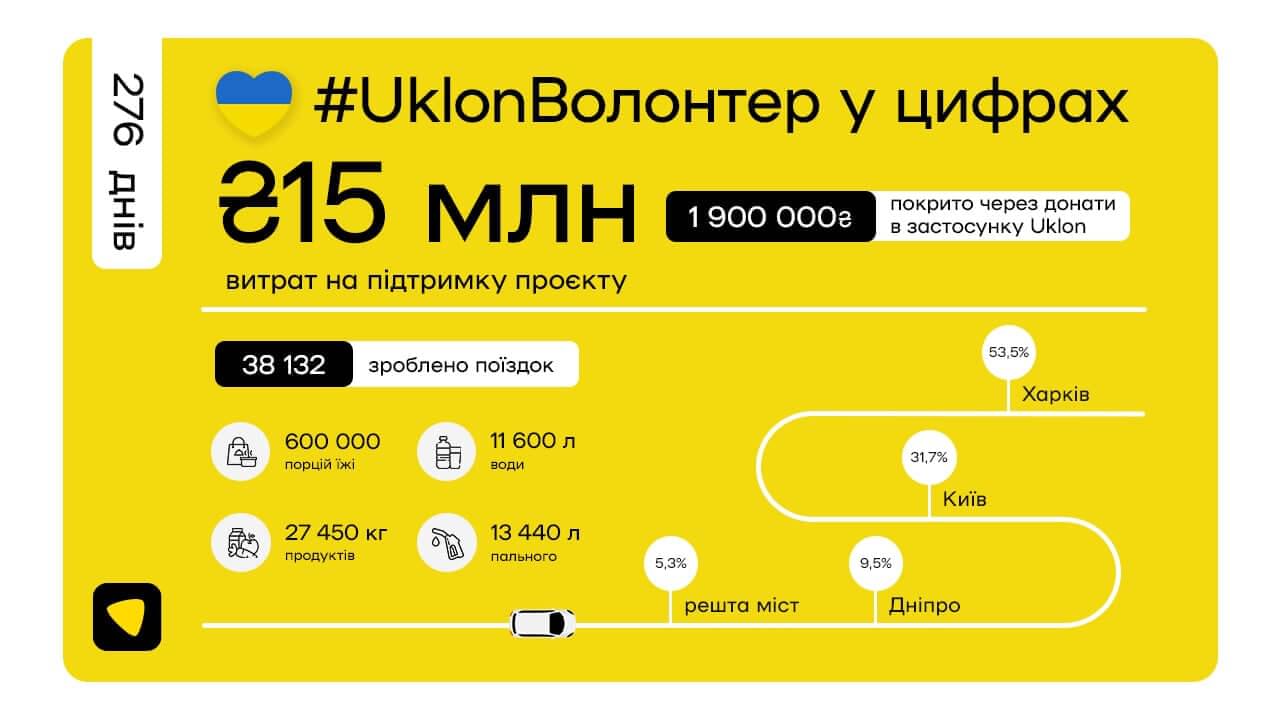 276 днів
#UklonВолонтер у цифрах
₴15 млн
витрат на підтримку проєкту
1 900 000₴
покрито через донати
в застосунку Uklon
38 132
зроблено поїздок
600 000
порцій їжі
11 600 л
води
27 450 кг
продуктів
13 440 л
пального
53,5%
Харків
31,7%
Київ
5,3%
решта міст
9,5%
Дніпро